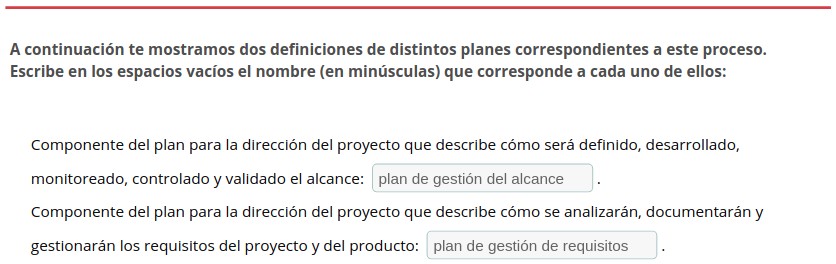 A continuación te mostramos dos definiciones de distintos planes correspondientes a este proceso.
Escribe en los espacios vacíos el nombre (en minúsculas) que corresponde a cada uno de ellos:
Componente del plan para la dirección del proyecto que describe cómo será definido, desarrollado,
monitoreado, controlado y validado el alcance: plan de gestión del alcance .
Componente del plan para la dirección del proyecto que describe cómo se analizarán, documentarán y
gestionarán los requisitos del proyecto y del producto: plan de gestión de requisitos .